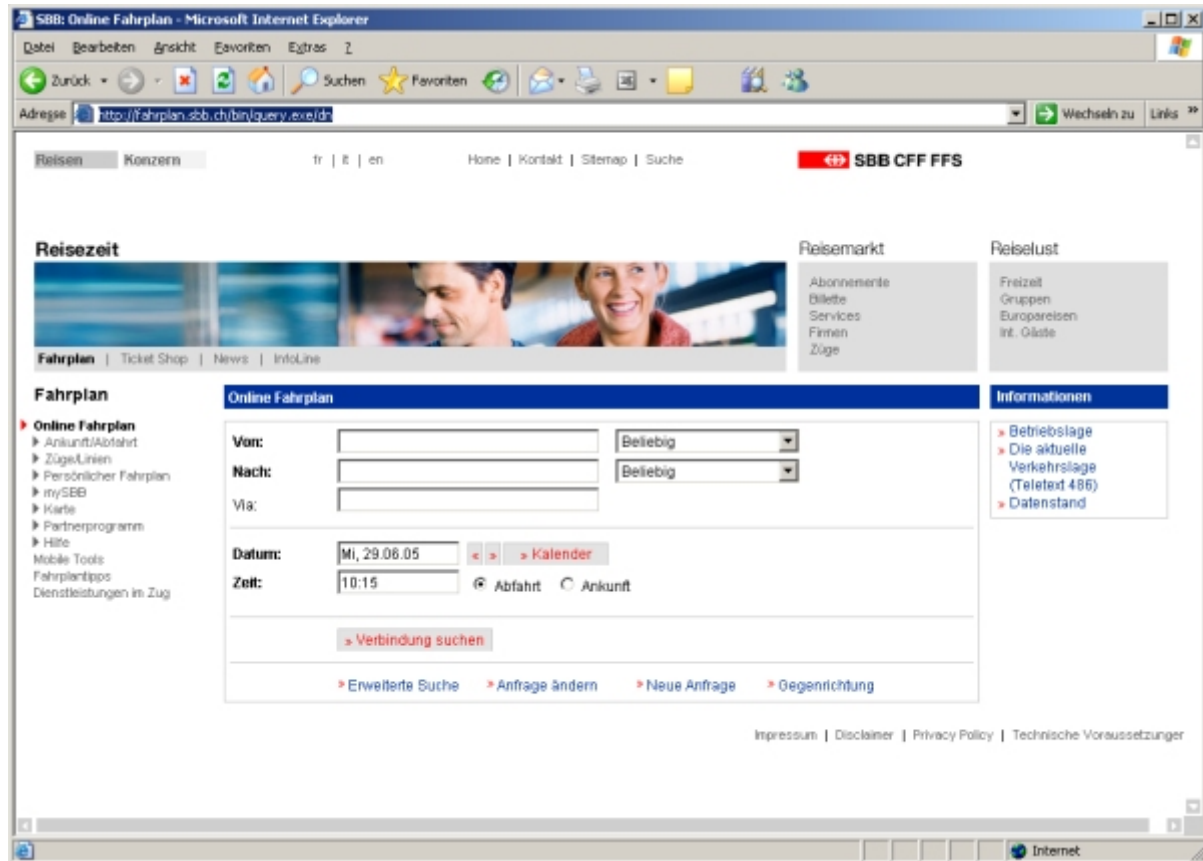 SBB: Online Fahrplan - Microsoft Internet Explorer
Datei Bearbeiten Ansicht Favoriten Extras ?
Zurück Suchen Favoriten
Adresse http://fahrplan.sbb.ch/bin/query.exe/dn Wechseln zu Links »
Reisen Konzern fr | it | en Home | Kontakt | Sitemap | Suche SBB CFF FFS
Reisezeit Reisemarkt Reiselust
Abonnemente Freizeit
Billette Gruppen
Services Europareisen
Firmen Int. Gäste
Züge
Fahrplan | Ticket Shop | News | InfoLine
Fahrplan Online Fahrplan Informationen
Online Fahrplan
Ankunft/Abfahrt
Züge/Linien
Persönlicher Fahrplan
mySBB
Karte
Partnerprogramm
Hilfe
Mobile Tools
Fahrplantipps
Dienstleistungen im Zug
Von: Beliebig
Nach: Beliebig
Via:
Datum: Mi, 29.06.05 « » » Kalender
Zeit: 10:15 Abfahrt Ankunft
» Verbindung suchen
» Erweiterte Suche » Anfrage ändern » Neue Anfrage » Gegenrichtung
» Betriebslage
» Die aktuelle
Verkehrslage
(Teletext 486)
» Datenstand
Impressum | Disclaimer | Privacy Policy | Technische Voraussetzungen
Internet